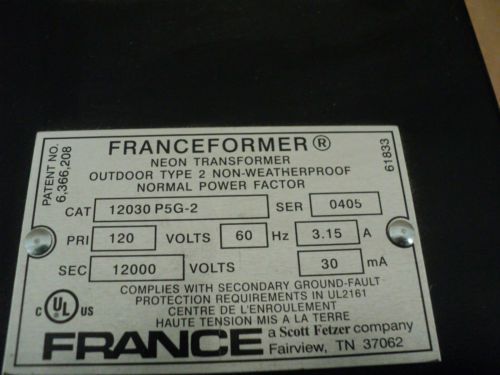 FRANCEFORMER®
NEON TRANSFORMER
OUTDOOR TYPE 2 NON-WEATHERPROOF
NORMAL POWER FACTOR
PATENT NO.
6,366,208
61833
CAT 12030 P5G-2 SER 0405
PRI 120 VOLTS 60 Hz 3.15 A
SEC 12000 VOLTS 30 mA
COMPLIES WITH SECONDARY GROUND-FAULT
PROTECTION REQUIREMENTS IN UL2161
CENTRE DE L'ENROULEMENT
HAUTE TENSION MIS A LA TERRE
C UL US
FRANCE a Scott Fetzer company
Fairview, TN 37062